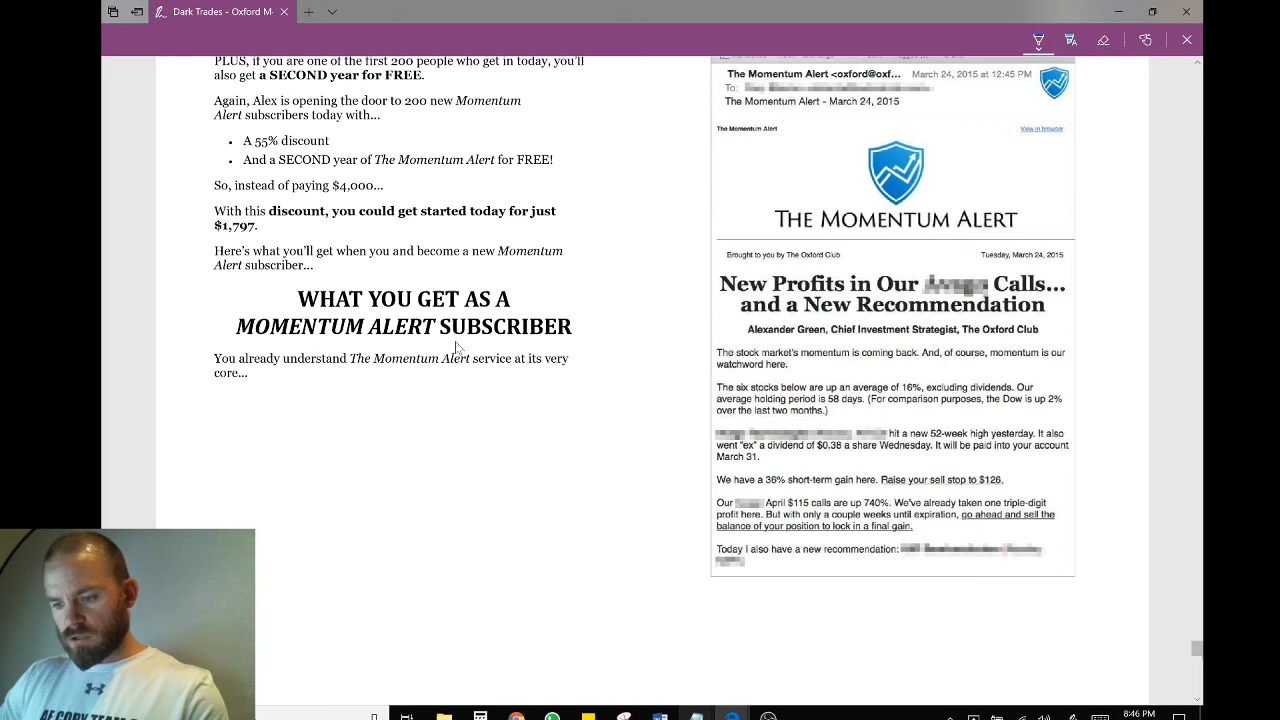 Dark Trades - Old Word M
PLUS, if you are one of the first 200 people who get in today, you'll
also get a SECOND year for FREE.
Again, Alex is opening the door to 200 new Momentum
Alert subscribers today with...
• A 55% discount
• And a SECOND year of The Momentum Alert for FREE!
So, instead of paying $4,000...
With this discount, you could get started today for just
$1,797.
Here's what you'll get when you and become a new Momentum
Alert subscriber...
WHAT YOU GET AS A
MOMENTUM ALERT SUBSCRIBER
You already understand The Momentum Alert service at its very
core...
The Momentum Alert <oxford@oxf... March 24, 2015 at 12:45 PM
To:
The Momentum Alert - March 24, 2015
The Momentum Alert View in browser
THE MOMENTUM ALERT
Brought to you by The Oxford Club Tuesday, March 24, 2015
New Profits in Our Calls...
and a New Recommendation
Alexander Green, Chief Investment Strategist, The Oxford Club
The stock market's momentum is coming back. And, of course, momentum is our
watchword here.
The six stocks below are up an average of 16%, excluding dividends. Our
average holding period is 58 days. (For comparison purposes, the Dow is up 2%
over the last two months.)
hit a new 52-week high yesterday. It also
went "ex" a dividend of $0.38 a share Wednesday. It will be paid into your account
March 31.
We have a 36% short-term gain here. Raise your sell stop to $126.
Our April $115 calls are up 740%. We've already taken one triple-digit
profit here. But with only a couple weeks until expiration, go ahead and sell the
balance of your position to lock in a final gain.
Today I also have a new recommendation:
8:46 PM